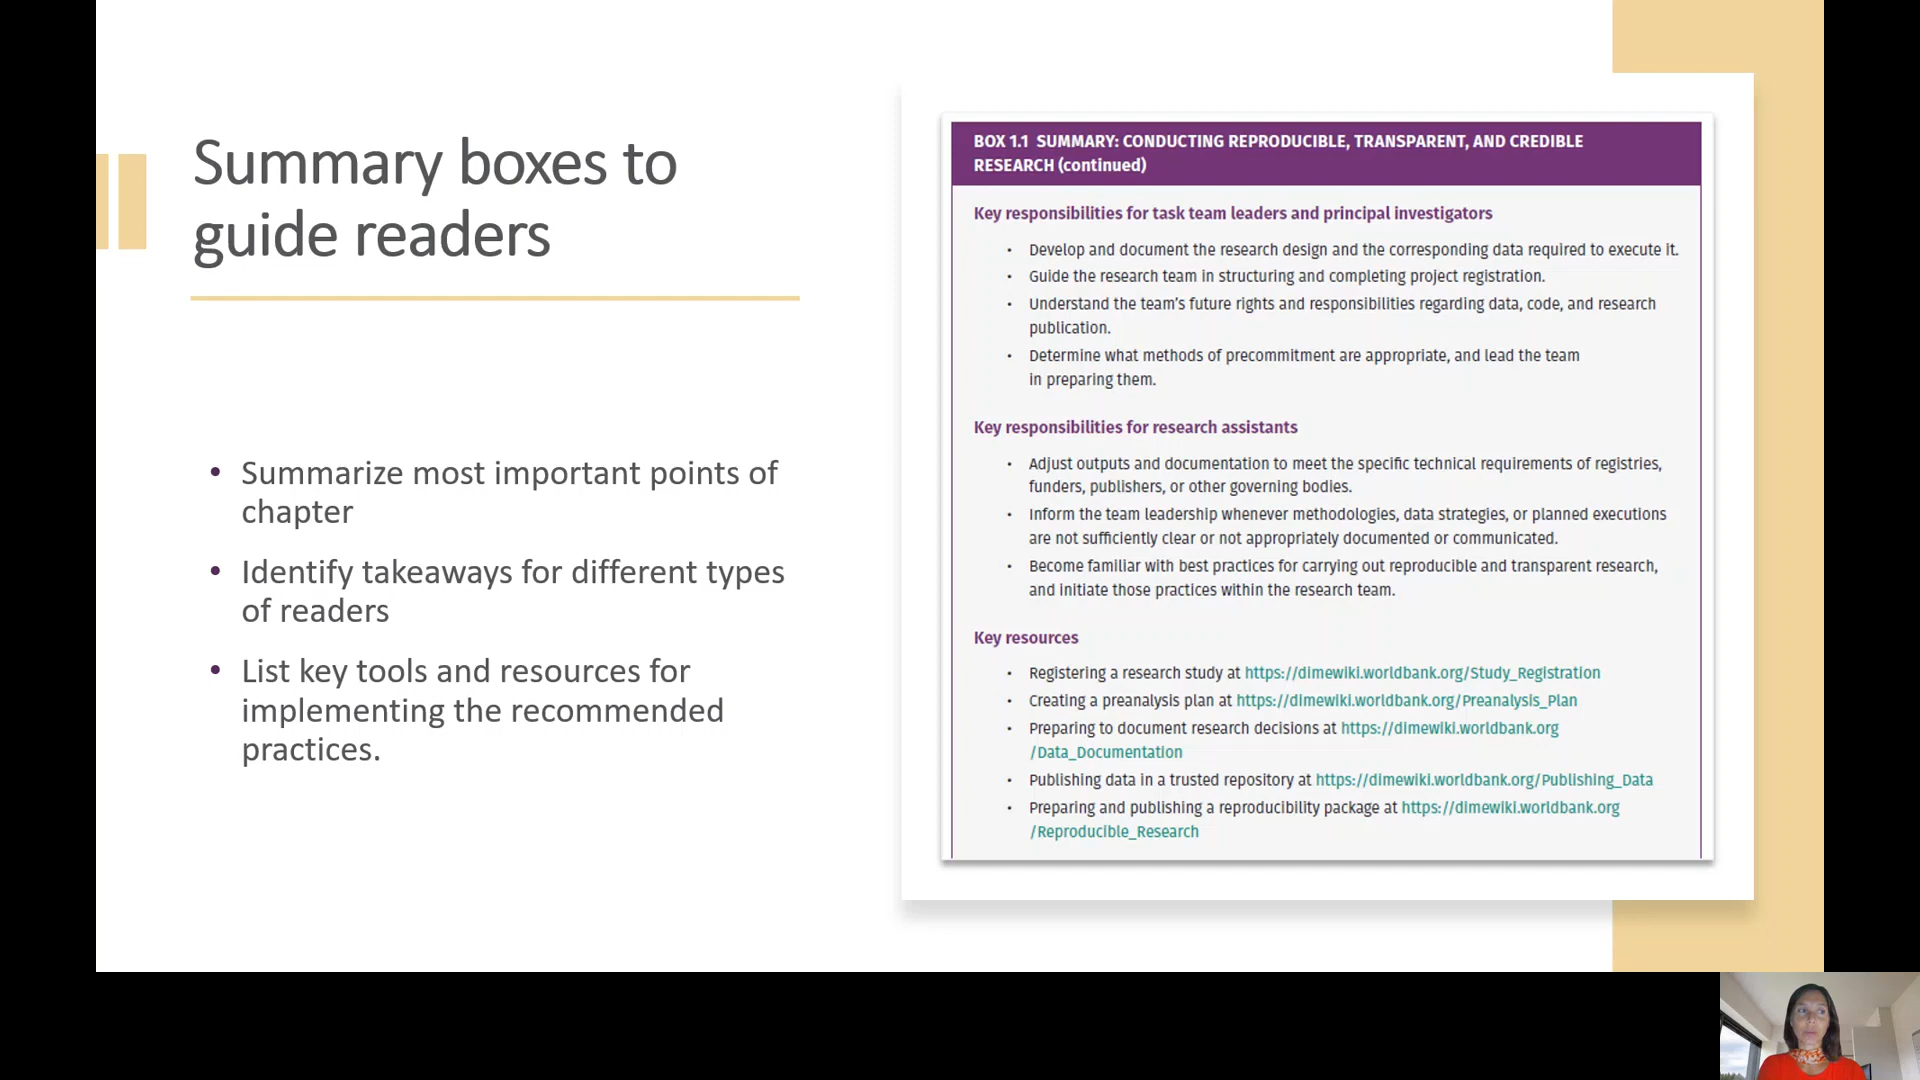 Summary boxes to
guide readers
• Summarize most important points of
chapter
• Identify takeaways for different types
of readers
• List key tools and resources for
implementing the recommended
practices.
BOX 1.1 SUMMARY: CONDUCTING REPRODUCIBLE, TRANSPARENT, AND CREDIBLE
RESEARCH (continued)
Key responsibilities for task team leaders and principal investigators
• Develop and document the research design and the corresponding data required to execute it.
• Guide the research team in structuring and completing project registration.
• Understand the team's future rights and responsibilities regarding data, code, and research
publication.
• Determine what methods of precommitment are appropriate, and lead the team
in preparing them.
Key responsibilities for research assistants
• Adjust outputs and documentation to meet the specific technical requirements of registries,
funders, publishers, or other governing bodies.
• Inform the team leadership whenever methodologies, data strategies, or planned executions
are not sufficiently clear or not appropriately documented or communicated.
• Become familiar with best practices for carrying out reproducible and transparent research,
and initiate those practices within the research team.
Key resources
• Registering a research study at https://dimewiki.worldbank.org/Study_Registration
• Creating a preanalysis plan at https://dimewiki.worldbank.org/Preanalysis_Plan
• Preparing to document research decisions at https://dimewiki.worldbank.org
/Data_Documentation
• Publishing data in a trusted repository at https://dimewiki.worldbank.org/Publishing_Data
• Preparing and publishing a reproducibility package at https://dimewiki.worldbank.org
/Reproducible_Research